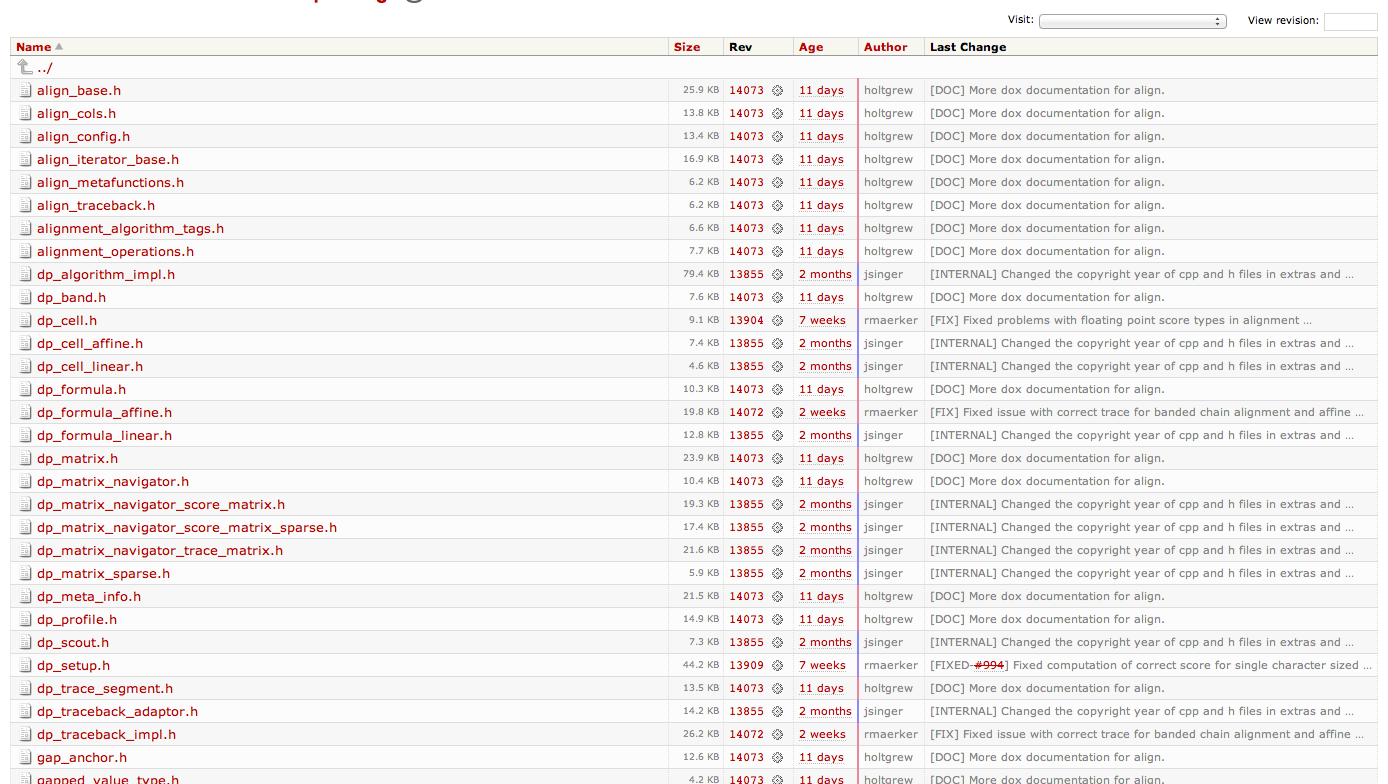 Visit: View revision:
Name Size Rev Age Author Last Change
../
align_base.h 25.9 KB 14073 11 days holtgrew [DOC] More dox documentation for align.
align_cols.h 13.8 KB 14073 11 days holtgrew [DOC] More dox documentation for align.
align_config.h 13.4 KB 14073 11 days holtgrew [DOC] More dox documentation for align.
align_iterator_base.h 16.9 KB 14073 11 days holtgrew [DOC] More dox documentation for align.
align_metafunctions.h 6.2 KB 14073 11 days holtgrew [DOC] More dox documentation for align.
align_traceback.h 6.2 KB 14073 11 days holtgrew [DOC] More dox documentation for align.
alignment_algorithm_tags.h 6.6 KB 14073 11 days holtgrew [DOC] More dox documentation for align.
alignment_operations.h 7.7 KB 14073 11 days holtgrew [DOC] More dox documentation for align.
dp_algorithm_impl.h 79.4 KB 13855 2 months jsinger [INTERNAL] Changed the copyright year of cpp and h files in extras and ...
dp_band.h 7.6 KB 14073 11 days holtgrew [DOC] More dox documentation for align.
dp_cell.h 9.1 KB 13904 7 weeks rmaerker [FIX] Fixed problems with floating point score types in alignment ...
dp_cell_affine.h 7.4 KB 13855 2 months jsinger [INTERNAL] Changed the copyright year of cpp and h files in extras and ...
dp_cell_linear.h 4.6 KB 13855 2 months jsinger [INTERNAL] Changed the copyright year of cpp and h files in extras and ...
dp_formula.h 10.3 KB 14073 11 days holtgrew [DOC] More dox documentation for align.
dp_formula_affine.h 19.8 KB 14072 2 weeks rmaerker [FIX] Fixed issue with correct trace for banded chain alignment and affine ...
dp_formula_linear.h 12.8 KB 13855 2 months jsinger [INTERNAL] Changed the copyright year of cpp and h files in extras and ...
dp_matrix.h 23.9 KB 14073 11 days holtgrew [DOC] More dox documentation for align.
dp_matrix_navigator.h 10.4 KB 14073 11 days holtgrew [DOC] More dox documentation for align.
dp_matrix_navigator_score_matrix.h 19.3 KB 13855 2 months jsinger [INTERNAL] Changed the copyright year of cpp and h files in extras and ...
dp_matrix_navigator_score_matrix_sparse.h 17.4 KB 13855 2 months jsinger [INTERNAL] Changed the copyright year of cpp and h files in extras and ...
dp_matrix_navigator_trace_matrix.h 21.6 KB 13855 2 months jsinger [INTERNAL] Changed the copyright year of cpp and h files in extras and ...
dp_matrix_sparse.h 5.9 KB 13855 2 months jsinger [INTERNAL] Changed the copyright year of cpp and h files in extras and ...
dp_meta_info.h 21.5 KB 14073 11 days holtgrew [DOC] More dox documentation for align.
dp_profile.h 14.9 KB 14073 11 days holtgrew [DOC] More dox documentation for align.
dp_scout.h 7.3 KB 13855 2 months jsinger [INTERNAL] Changed the copyright year of cpp and h files in extras and ...
dp_setup.h 44.2 KB 13909 7 weeks rmaerker [FIXED #994] Fixed computation of correct score for single character sized ...
dp_trace_segment.h 13.5 KB 14073 11 days holtgrew [DOC] More dox documentation for align.
dp_traceback_adaptor.h 14.2 KB 13855 2 months jsinger [INTERNAL] Changed the copyright year of cpp and h files in extras and ...
dp_traceback_impl.h 26.2 KB 14072 2 weeks rmaerker [FIX] Fixed issue with correct trace for banded chain alignment and affine ...
gap_anchor.h 12.6 KB 14073 11 days holtgrew [DOC] More dox documentation for align.
gapped_value_type.h 4.2 KB 14073 11 days holtgrew [DOC] More dox documentation for align.